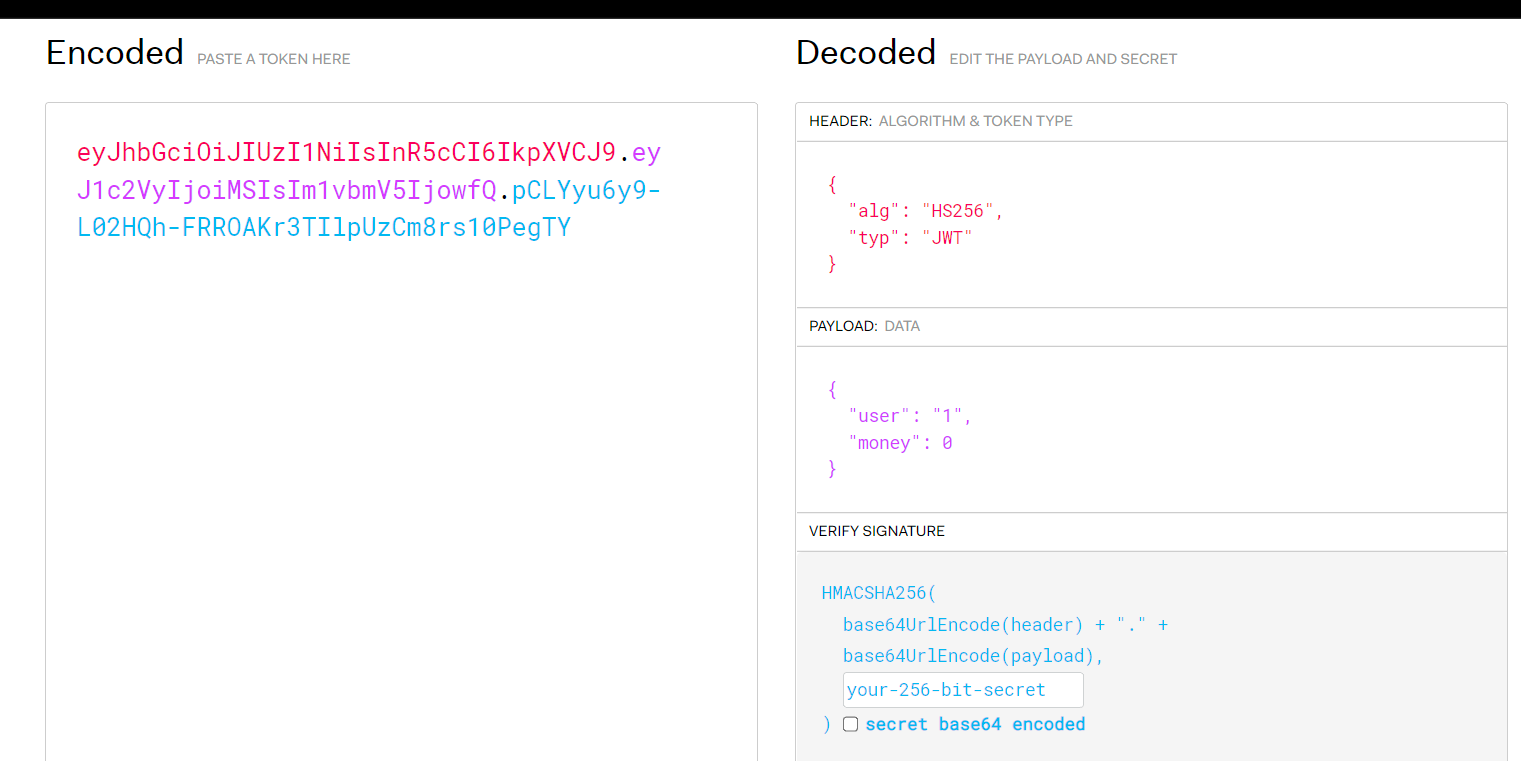 Encoded PASTE A TOKEN HERE
eyJhbGciOiJIUzI1NiIsInR5cCI6IkpXVCJ9.ey
J1c2VyIjoiMSIsIm1vbmV5IjowfQ.pCLYyu6y9-
L02HQh-FRROAKr3TIlpUzCm8rs10PegTY
Decoded EDIT THE PAYLOAD AND SECRET
HEADER: ALGORITHM & TOKEN TYPE
{
"alg": "HS256",
"typ": "JWT"
}
PAYLOAD: DATA
{
"user": "1",
"money": 0
}
VERIFY SIGNATURE
HMACSHA256(
base64UrlEncode(header) + "." +
base64UrlEncode(payload),
your-256-bit-secret
) secret base64 encoded